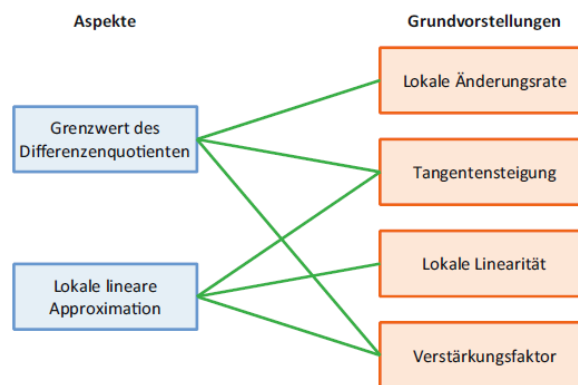 Aspekte
Grundvorstellungen
Lokale Änderungsrate
Grenzwert des
Differenzenquotienten
Tangentensteigung
Lokale Linearität
Lokale lineare
Approximation
Verstärkungsfaktor